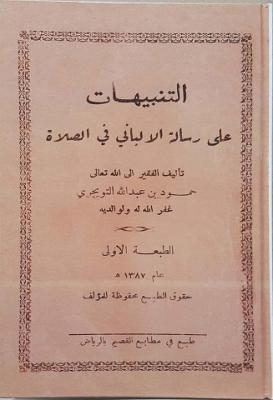 التنبيهات
على رسالة الالباني في الصلاة
تأليف الفقير الى الله تعالى
حمود بن عبدالله التويجري
غفر الله له ولوالديه
الطبعة الاولى
عام ١٣٨٧ هـ
حقوق الطبع محفوظة للمؤلف
طبع في مطابع القصيم بالرياض